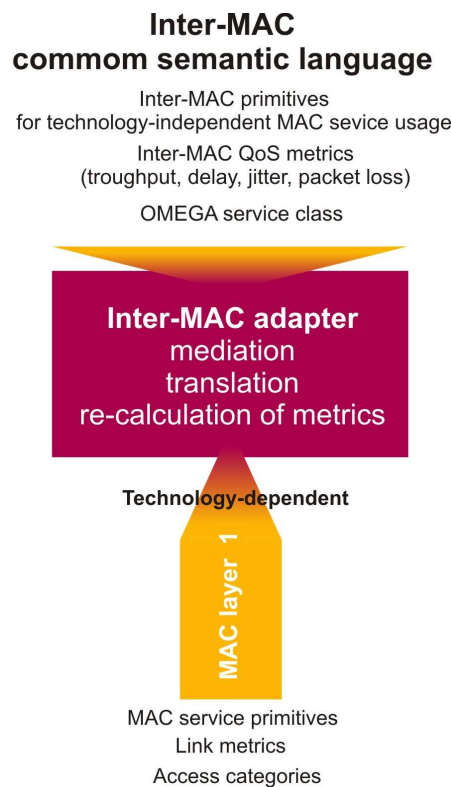 Inter-MAC
commom semantic language
Inter-MAC primitives
for technology-independent MAC sevice usage
Inter-MAC QoS metrics
(troughput, delay, jitter, packet loss)
OMEGA service class
Inter-MAC adapter
mediation
translation
re-calculation of metrics
Technology-dependent
MAC layer 1
MAC service primitives
Link metrics
Access categories